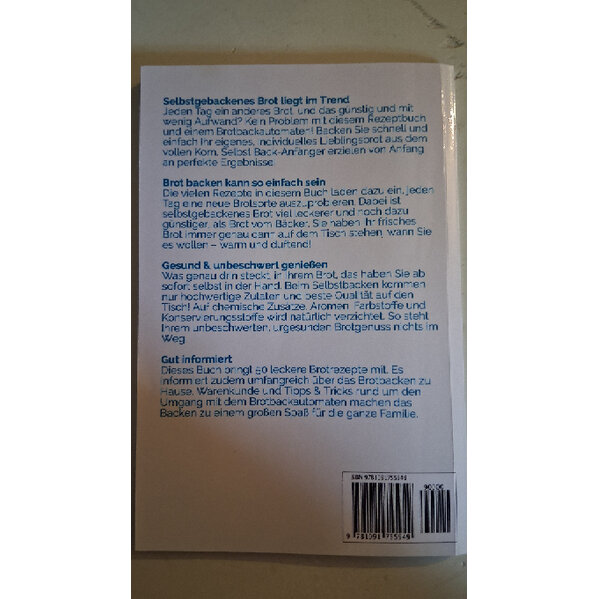 Selbstgebackenes Brot liegt im Trend
Jeden Tag ein anderes Brot, und das günstig und mit
wenig Aufwand? Kein Problem mit diesem Rezeptbuch
und einem Brotbackautomaten! Backen Sie schnell und
einfach Ihr eigenes, individuelles Lieblingsbrot aus dem
vollen Korn. Selbst Back-Anfänger erzielen von Anfang
an perfekte Ergebnisse.
Brot backen kann so einfach sein
Die vielen Rezepte in diesem Buch laden dazu ein, jeden
Tag eine neue Brotsorte auszuprobieren. Dabei ist
selbstgebackenes Brot viel leckerer und noch dazu
günstiger, als Brot vom Bäcker. Sie haben Ihr frisches
Brot immer genau dann auf dem Tisch stehen, wann Sie
es wollen – warm und duftend!
Gesund & unbeschwert genießen
Was genau drin steckt, in Ihrem Brot, das haben Sie ab
sofort selbst in der Hand. Beim Selbstbacken kommen
nur hochwertige Zutaten und beste Qualität auf den
Tisch! Auf chemische Zusätze, Aromen, Farbstoffe und
Konservierungsstoffe wird natürlich verzichtet. So steht
Ihrem unbeschwerten, urgesunden Brotgenuss nichts im
Weg.
Gut informiert
Dieses Buch bringt 50 leckere Brotrezepte mit. Es
informiert zudem umfangreich über das Brotbacken zu
Hause. Warenkunde und Tipps & Tricks rund um den
Umgang mit dem Brotbackautomaten machen das
Backen zu einem großen Spaß für die ganze Familie.
ISBN 9781091755949
90000
9 781091 755949